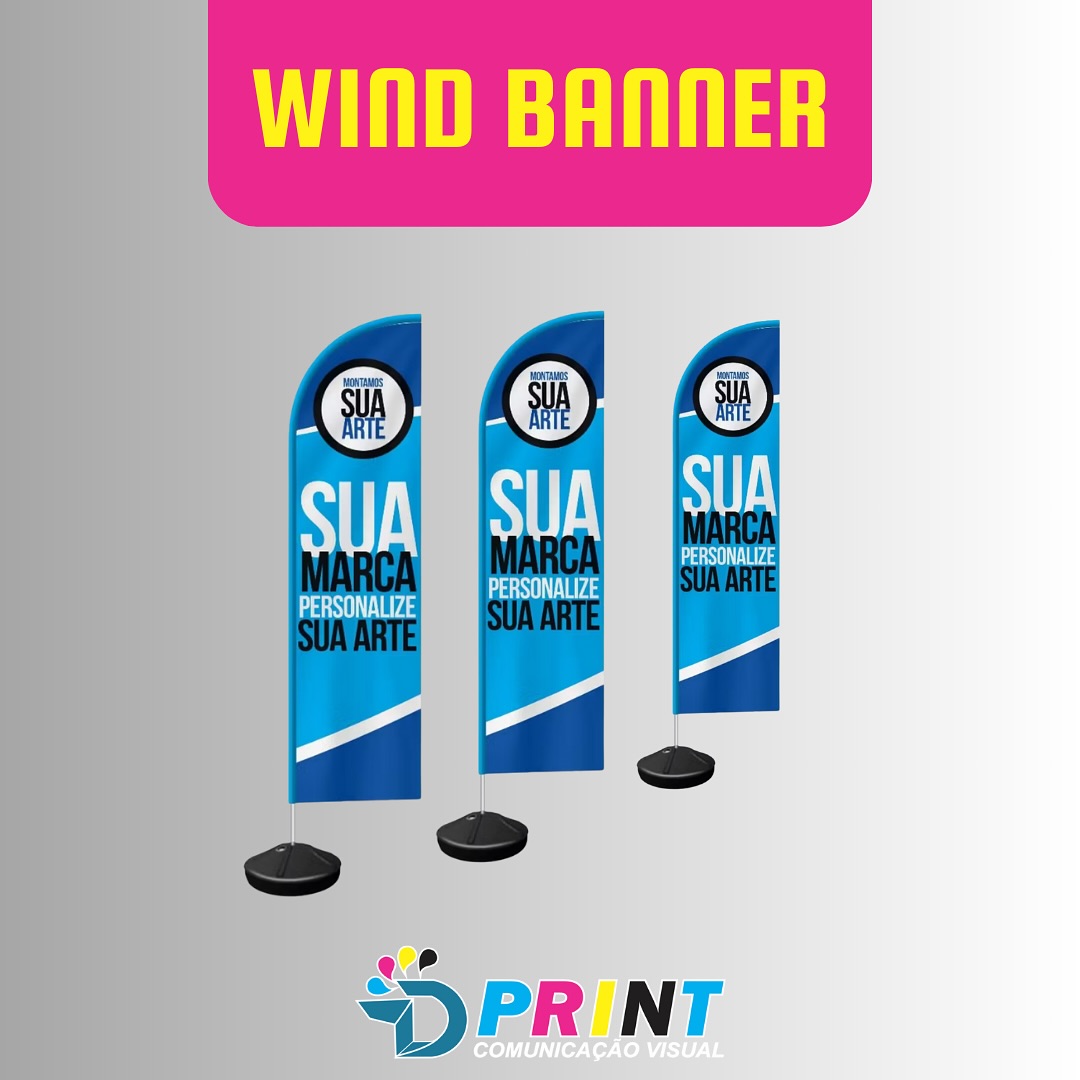 WIND BANNER
MONTAMOS
SUA
ARTE
SUA
MARCA
PERSONALIZE
SUA ARTE
MONTAMOS
SUA
ARTE
SUA
MARCA
PERSONALIZE
SUA ARTE
MONTAMOS
SUA
ARTE
SUA
MARCA
PERSONALIZE
SUA ARTE
D PRINT
COMUNICAÇÃO VISUAL